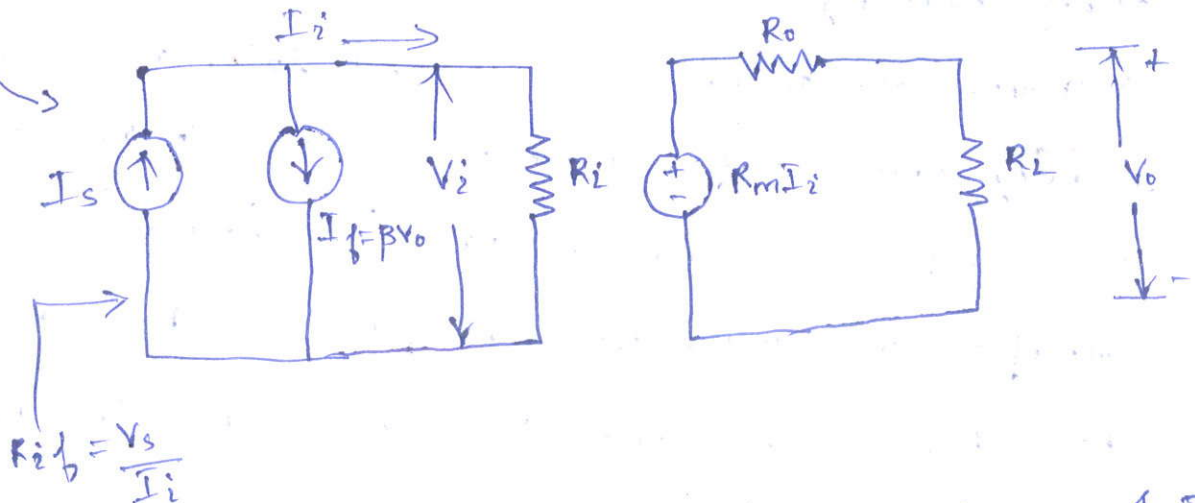 Ii
Ro
+
Is
Vi
Ri
+
-
RmIi
RL
Vo
If=βVo
-
Rif = Vs
Ii